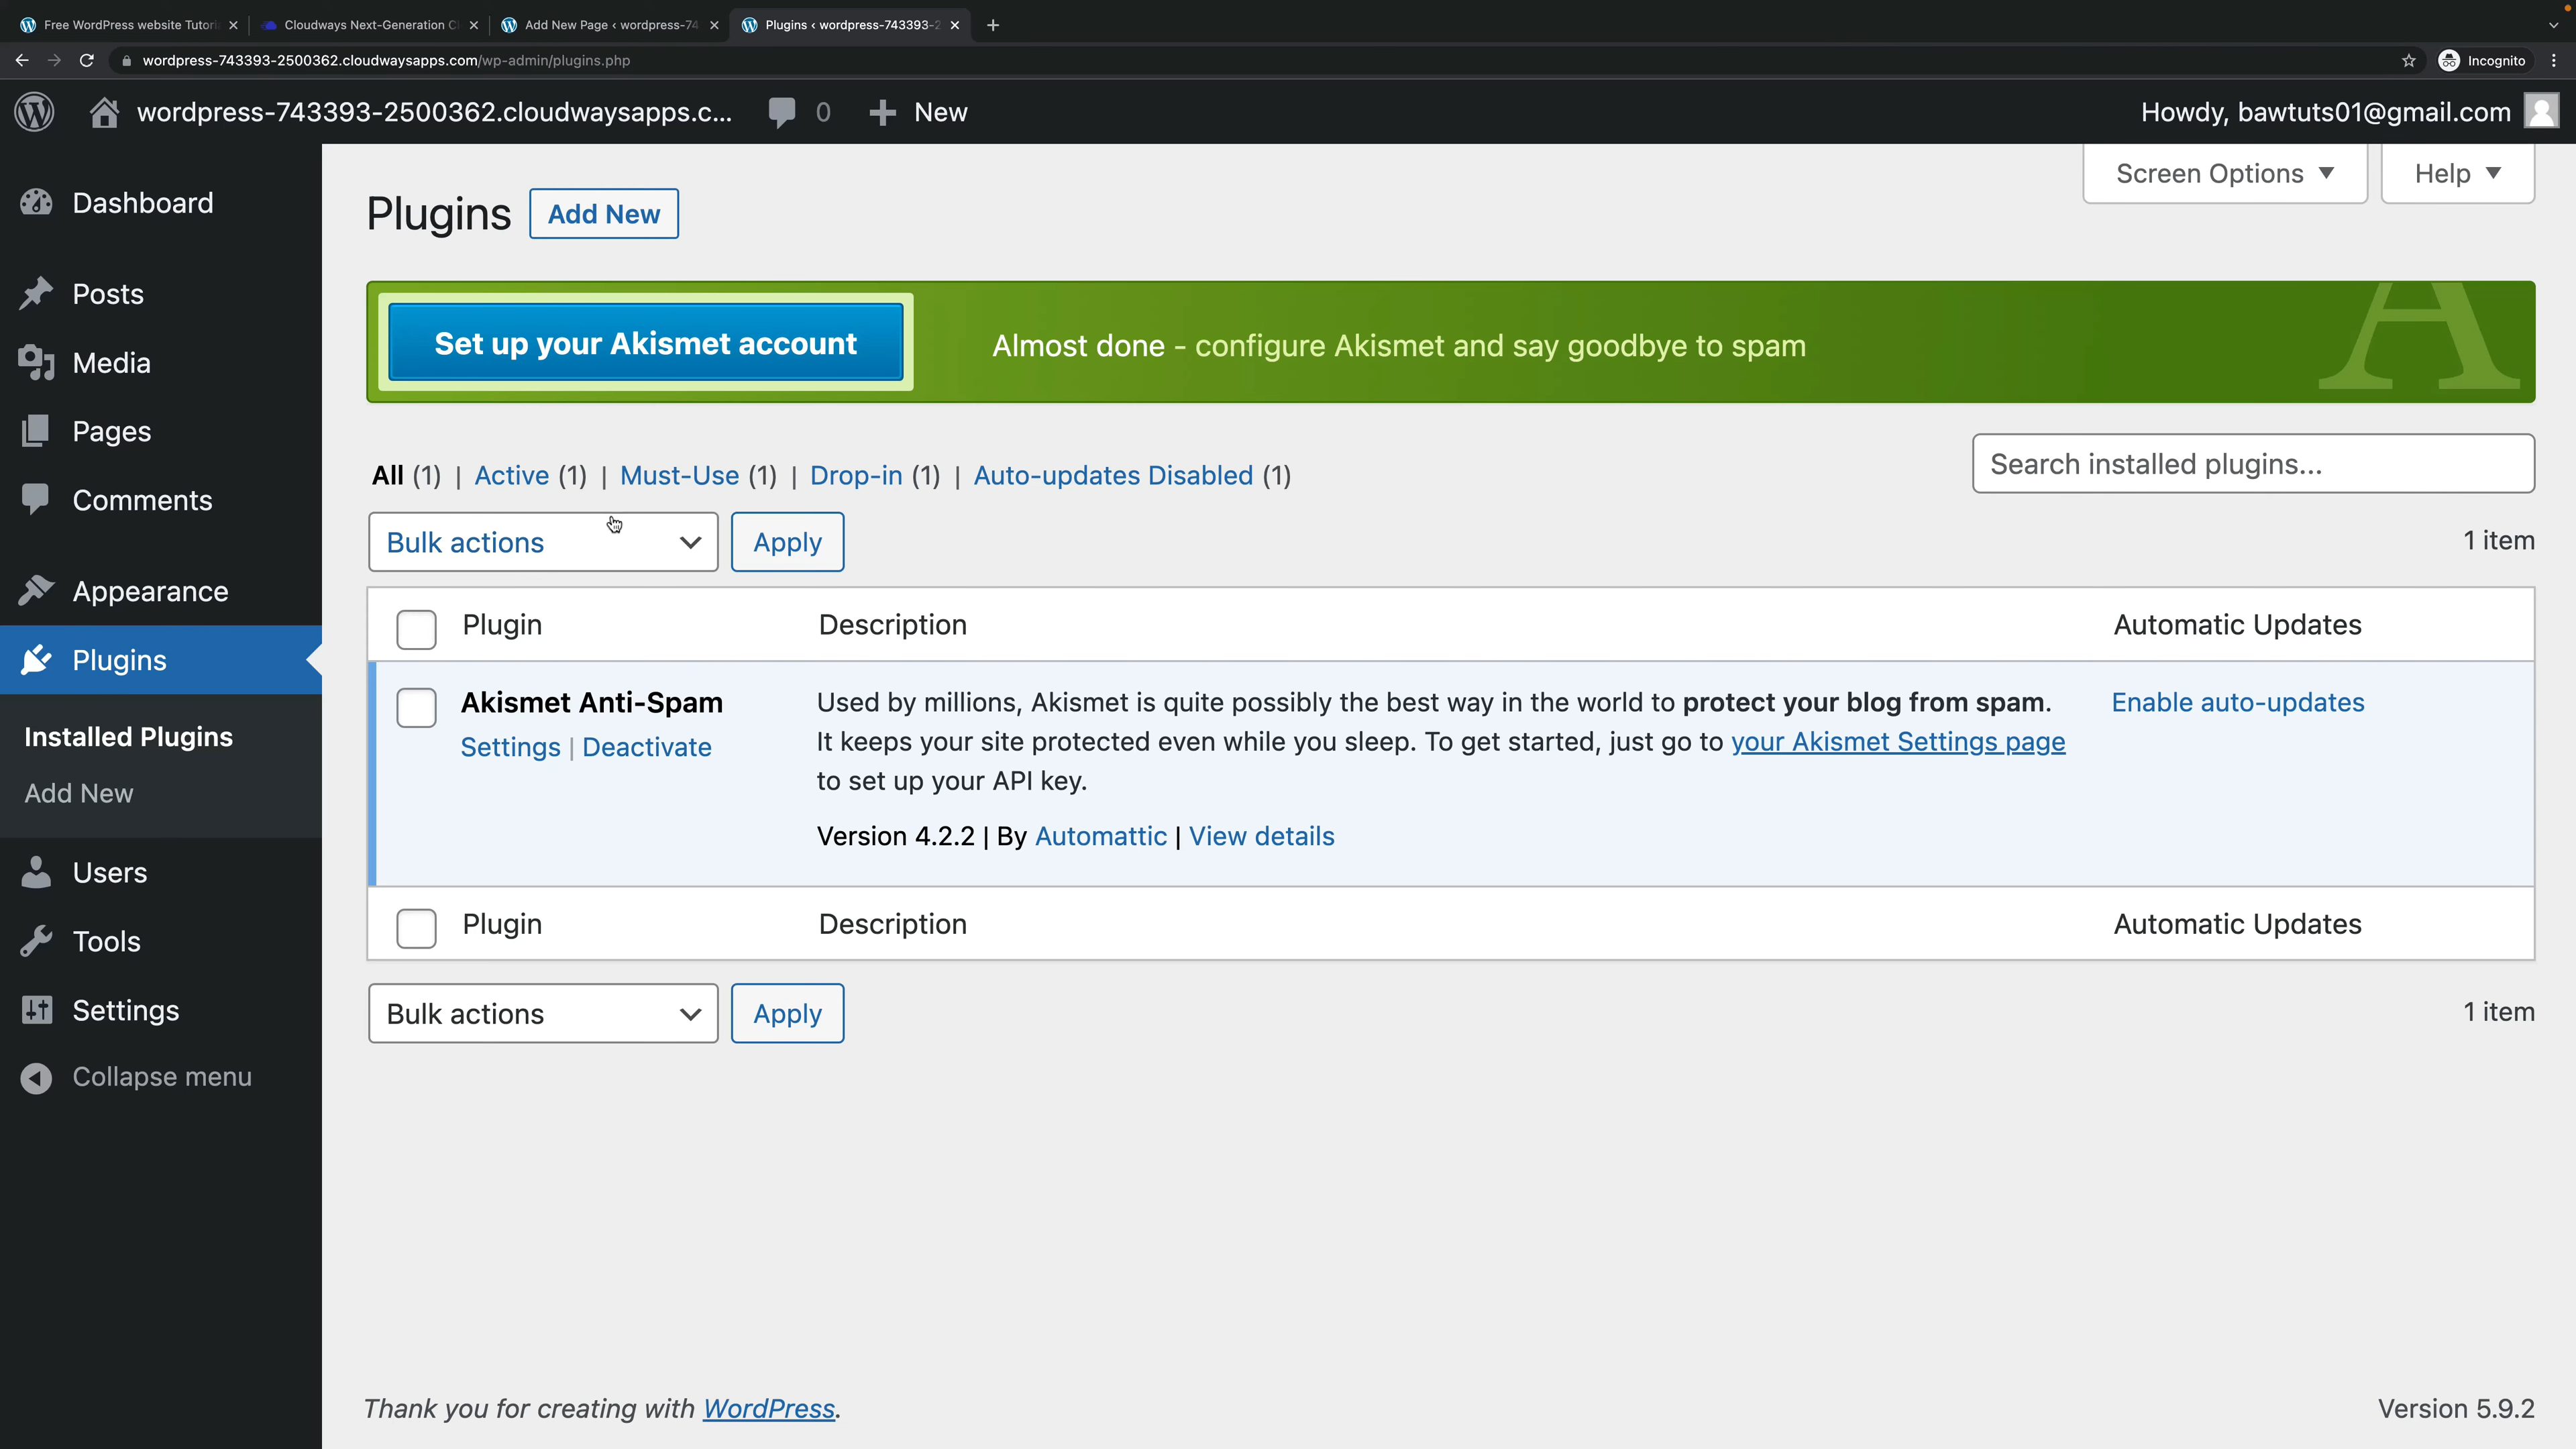 Free WordPress website Tutori
Cloudways Next-Generation C
Add New Page ‹ wordpress-74
Plugins ‹ wordpress-743393-2
wordpress-743393-2500362.cloudwaysapps.com/wp-admin/plugins.php
Incognito
wordpress-743393-2500362.cloudwaysapps.c...
0
New
Howdy, bawtuts01@gmail.com
Dashboard
Posts
Media
Pages
Comments
Appearance
Plugins
Installed Plugins
Add New
Users
Tools
Settings
Collapse menu
Screen Options
Help
Plugins
Add New
Set up your Akismet account
Almost done - configure Akismet and say goodbye to spam
All (1) | Active (1) | Must-Use (1) | Drop-in (1) | Auto-updates Disabled (1)
Search installed plugins...
Bulk actions
Apply
1 item
Plugin
Description
Automatic Updates
Akismet Anti-Spam
Settings | Deactivate
Used by millions, Akismet is quite possibly the best way in the world to protect your blog from spam.
It keeps your site protected even while you sleep. To get started, just go to your Akismet Settings page
to set up your API key.
Version 4.2.2 | By Automattic | View details
Enable auto-updates
Plugin
Description
Automatic Updates
Bulk actions
Apply
1 item
Thank you for creating with WordPress.
Version 5.9.2